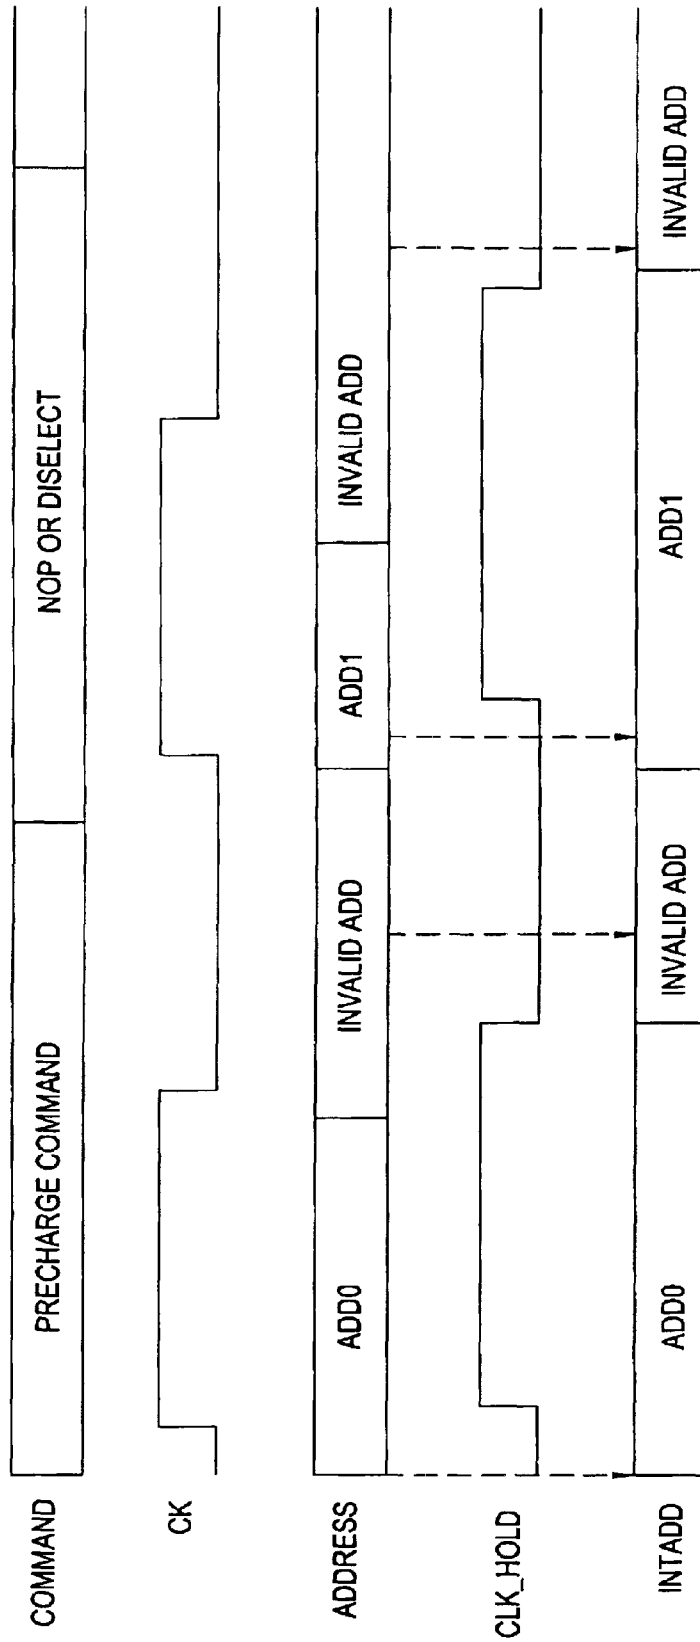 COMMAND
PRECHARGE COMMAND
NOP OR DISELECT
CK
ADDRESS
ADD0
INVALID ADD
ADD1
INVALID ADD
CLK_HOLD
INTADD
ADD0
INVALID ADD
ADD1
INVALID ADD